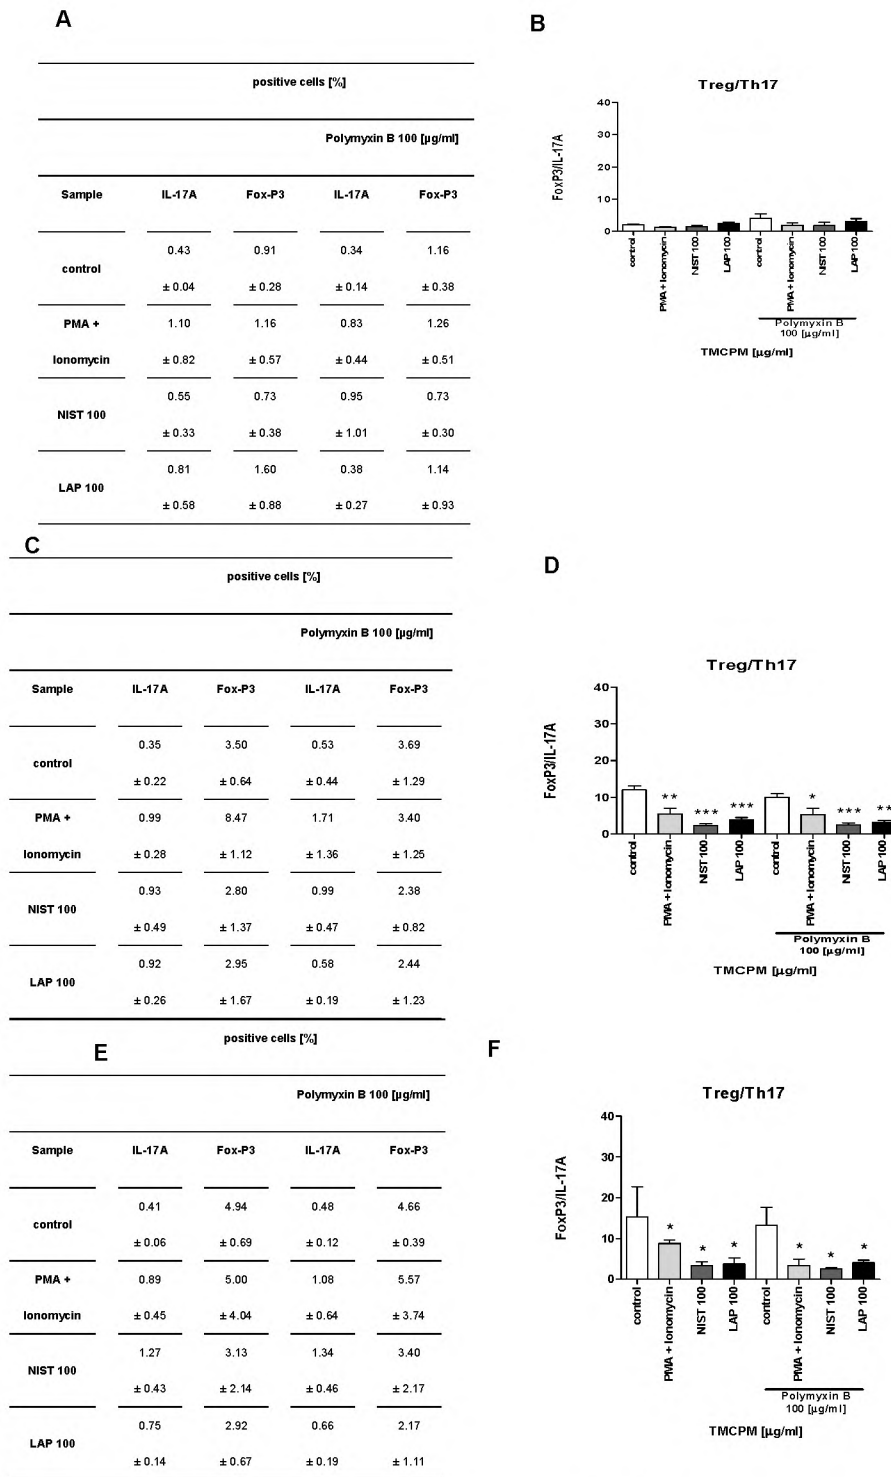 A
positive cells [%]
Polymyxin B 100 [µg/ml]
Sample IL-17A Fox-P3 IL-17A Fox-P3
control
0.43 0.91 0.34 1.16
± 0.04 ± 0.28 ± 0.14 ± 0.38
PMA + 1.10 1.16 0.83 1.26
Ionomycin ± 0.82 ± 0.57 ± 0.44 ± 0.51
NIST 100
0.55 0.73 0.95 0.73
± 0.33 ± 0.38 ± 1.01 ± 0.30
LAP 100
0.81 1.60 0.38 1.14
± 0.58 ± 0.88 ± 0.27 ± 0.93
B
Treg/Th17
FoxP3/IL-17A
40
30
20
10
0
control
PMA + Ionomycin
NIST 100
LAP 100
control
PMA + Ionomycin
NIST 100
LAP 100
Polymyxin B
100 [µg/ml]
TMCPM [µg/ml]
C
positive cells [%]
Polymyxin B 100 [µg/ml]
Sample IL-17A Fox-P3 IL-17A Fox-P3
control
0.35 3.50 0.53 3.69
± 0.22 ± 0.64 ± 0.44 ± 1.29
PMA + 0.99 8.47 1.71 3.40
Ionomycin ± 0.28 ± 1.12 ± 1.36 ± 1.25
NIST 100
0.93 2.80 0.99 2.38
± 0.49 ± 1.37 ± 0.47 ± 0.82
LAP 100
0.92 2.95 0.58 2.44
± 0.26 ± 1.67 ± 0.19 ± 1.23
D
Treg/Th17
FoxP3/IL-17A
40
30
20
10
0
** *** *** * *** **
control
PMA + Ionomycin
NIST 100
LAP 100
control
PMA + Ionomycin
NIST 100
LAP 100
Polymyxin B
100 [µg/ml]
TMCPM [µg/ml]
E
positive cells [%]
Polymyxin B 100 [µg/ml]
Sample IL-17A Fox-P3 IL-17A Fox-P3
control
0.41 4.94 0.48 4.66
± 0.06 ± 0.69 ± 0.12 ± 0.39
PMA + 0.89 5.00 1.08 5.57
Ionomycin ± 0.45 ± 4.04 ± 0.64 ± 3.74
NIST 100
1.27 3.13 1.34 3.40
± 0.43 ± 2.14 ± 0.46 ± 2.17
LAP 100
0.75 2.92 0.66 2.17
± 0.14 ± 0.67 ± 0.19 ± 1.11
F
Treg/Th17
FoxP3/IL-17A
40
30
20
10
0
* * * * * *
control
PMA + Ionomycin
NIST 100
LAP 100
control
PMA + Ionomycin
NIST 100
LAP 100
Polymyxin B
100 [µg/ml]
TMCPM [µg/ml]